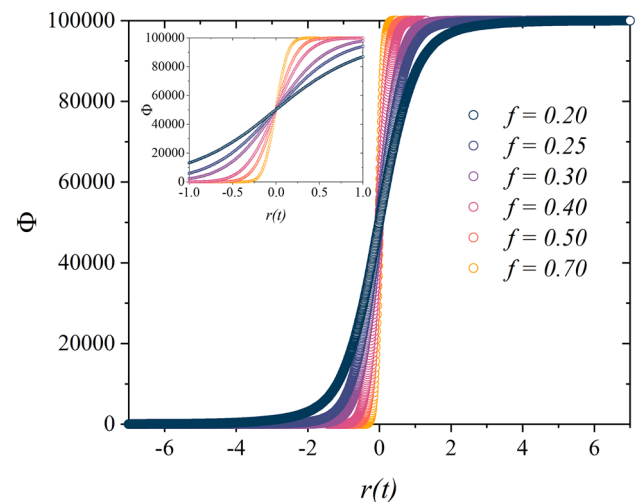 100000
80000
60000
40000
20000
0
Φ
-6
-4
-2
0
2
4
6
r(t)
100000
80000
60000
40000
20000
0
Φ
-1.0
-0.5
0.0
0.5
1.0
r(t)
f = 0.20
f = 0.25
f = 0.30
f = 0.40
f = 0.50
f = 0.70